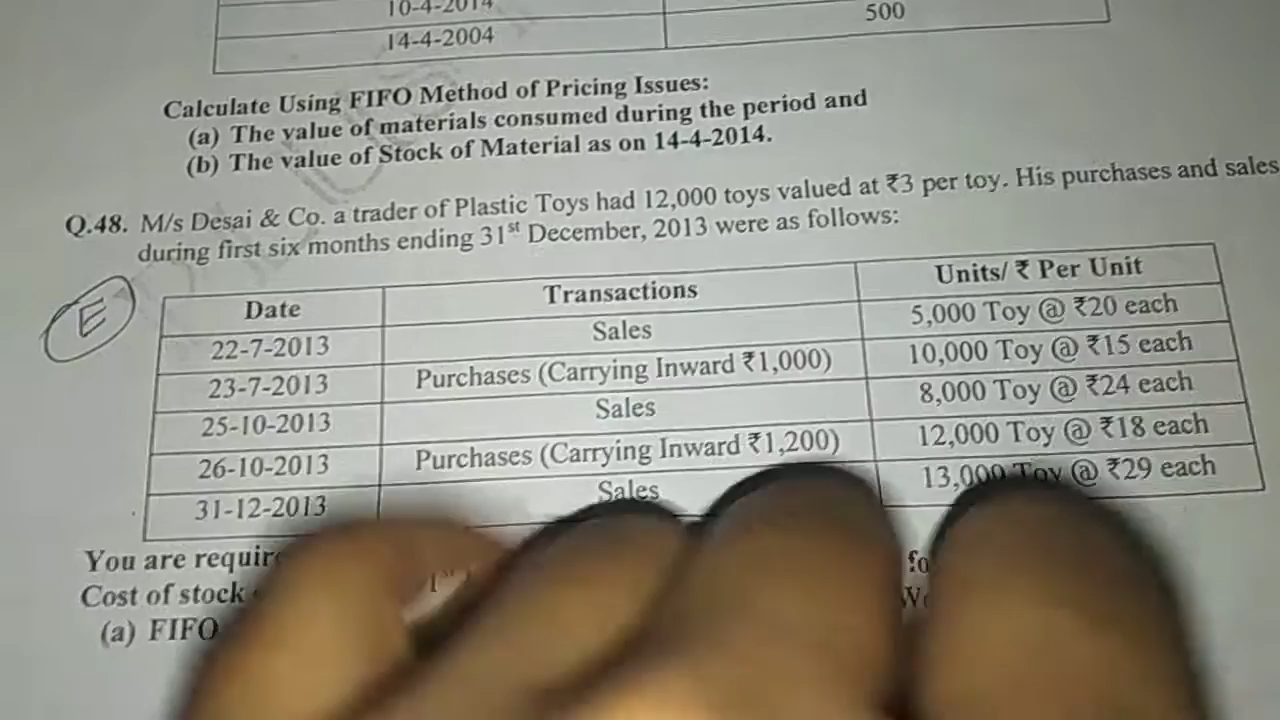 10-4-2014
500
14-4-2004
Calculate Using FIFO Method of Pricing Issues:
(a) The value of materials consumed during the period and
(b) The value of Stock of Material as on 14-4-2014.
Q.48. M/s Desai & Co. a trader of Plastic Toys had 12,000 toys valued at ₹3 per toy. His purchases and sales
during first six months ending 31st December, 2013 were as follows:
E
Date Transactions Units/ ₹ Per Unit
22-7-2013 Sales 5,000 Toy @ ₹20 each
23-7-2013 Purchases (Carrying Inward ₹1,000) 10,000 Toy @ ₹15 each
25-10-2013 Sales 8,000 Toy @ ₹24 each
26-10-2013 Purchases (Carrying Inward ₹1,200) 12,000 Toy @ ₹18 each
31-12-2013 Sales 13,000 Toy @ ₹29 each
You are
Cost of stock
(a) FIFO